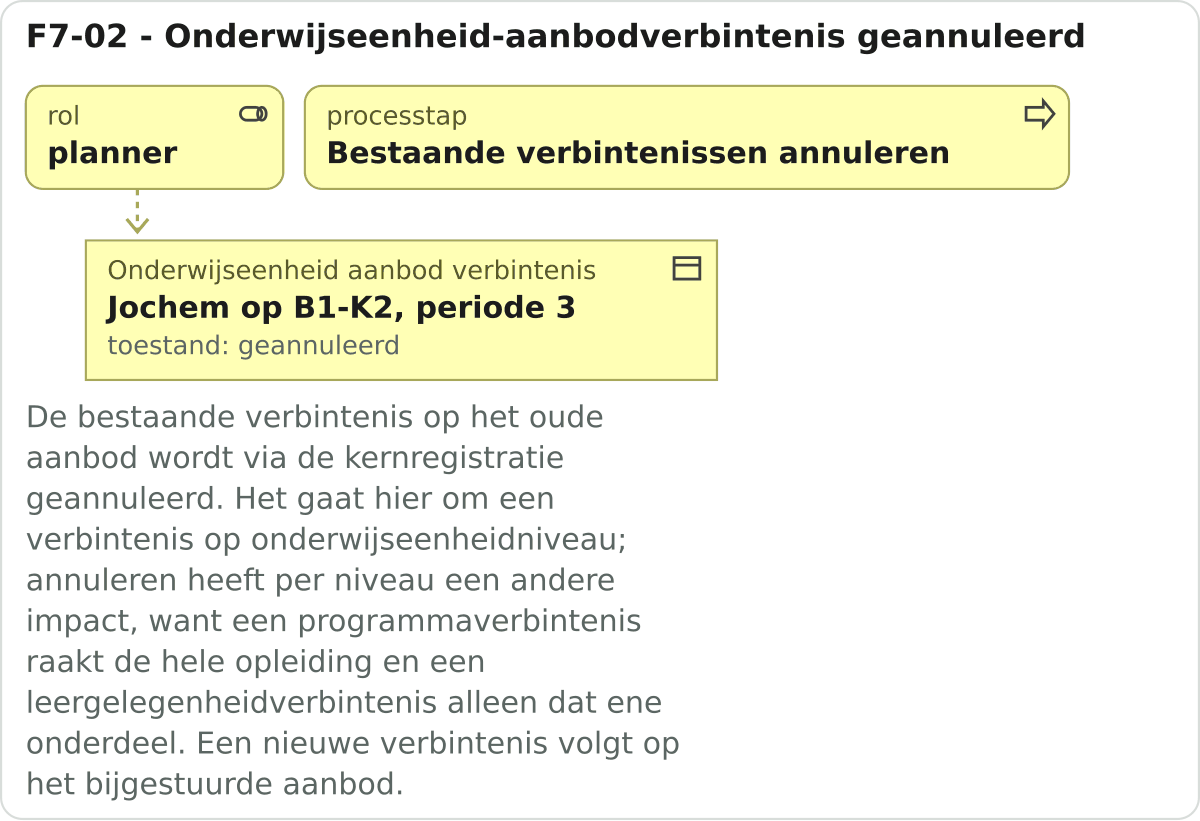 F7-02 - Onderwijseenheid-aanbodverbintenis geannuleerd
rol
planner
processtap
Bestaande verbintenissen annuleren
Onderwijseenheid aanbod verbintenis
Jochem op B1-K2, periode 3
toestand: geannuleerd
De bestaande verbintenis op het oude
aanbod wordt via de kernregistratie
geannuleerd. Het gaat hier om een
verbintenis op onderwijseenheidniveau;
annuleren heeft per niveau een andere
impact, want een programmaverbintenis
raakt de hele opleiding en een
leergelegenheidverbintenis alleen dat ene
onderdeel. Een nieuwe verbintenis volgt op
het bijgestuurde aanbod.